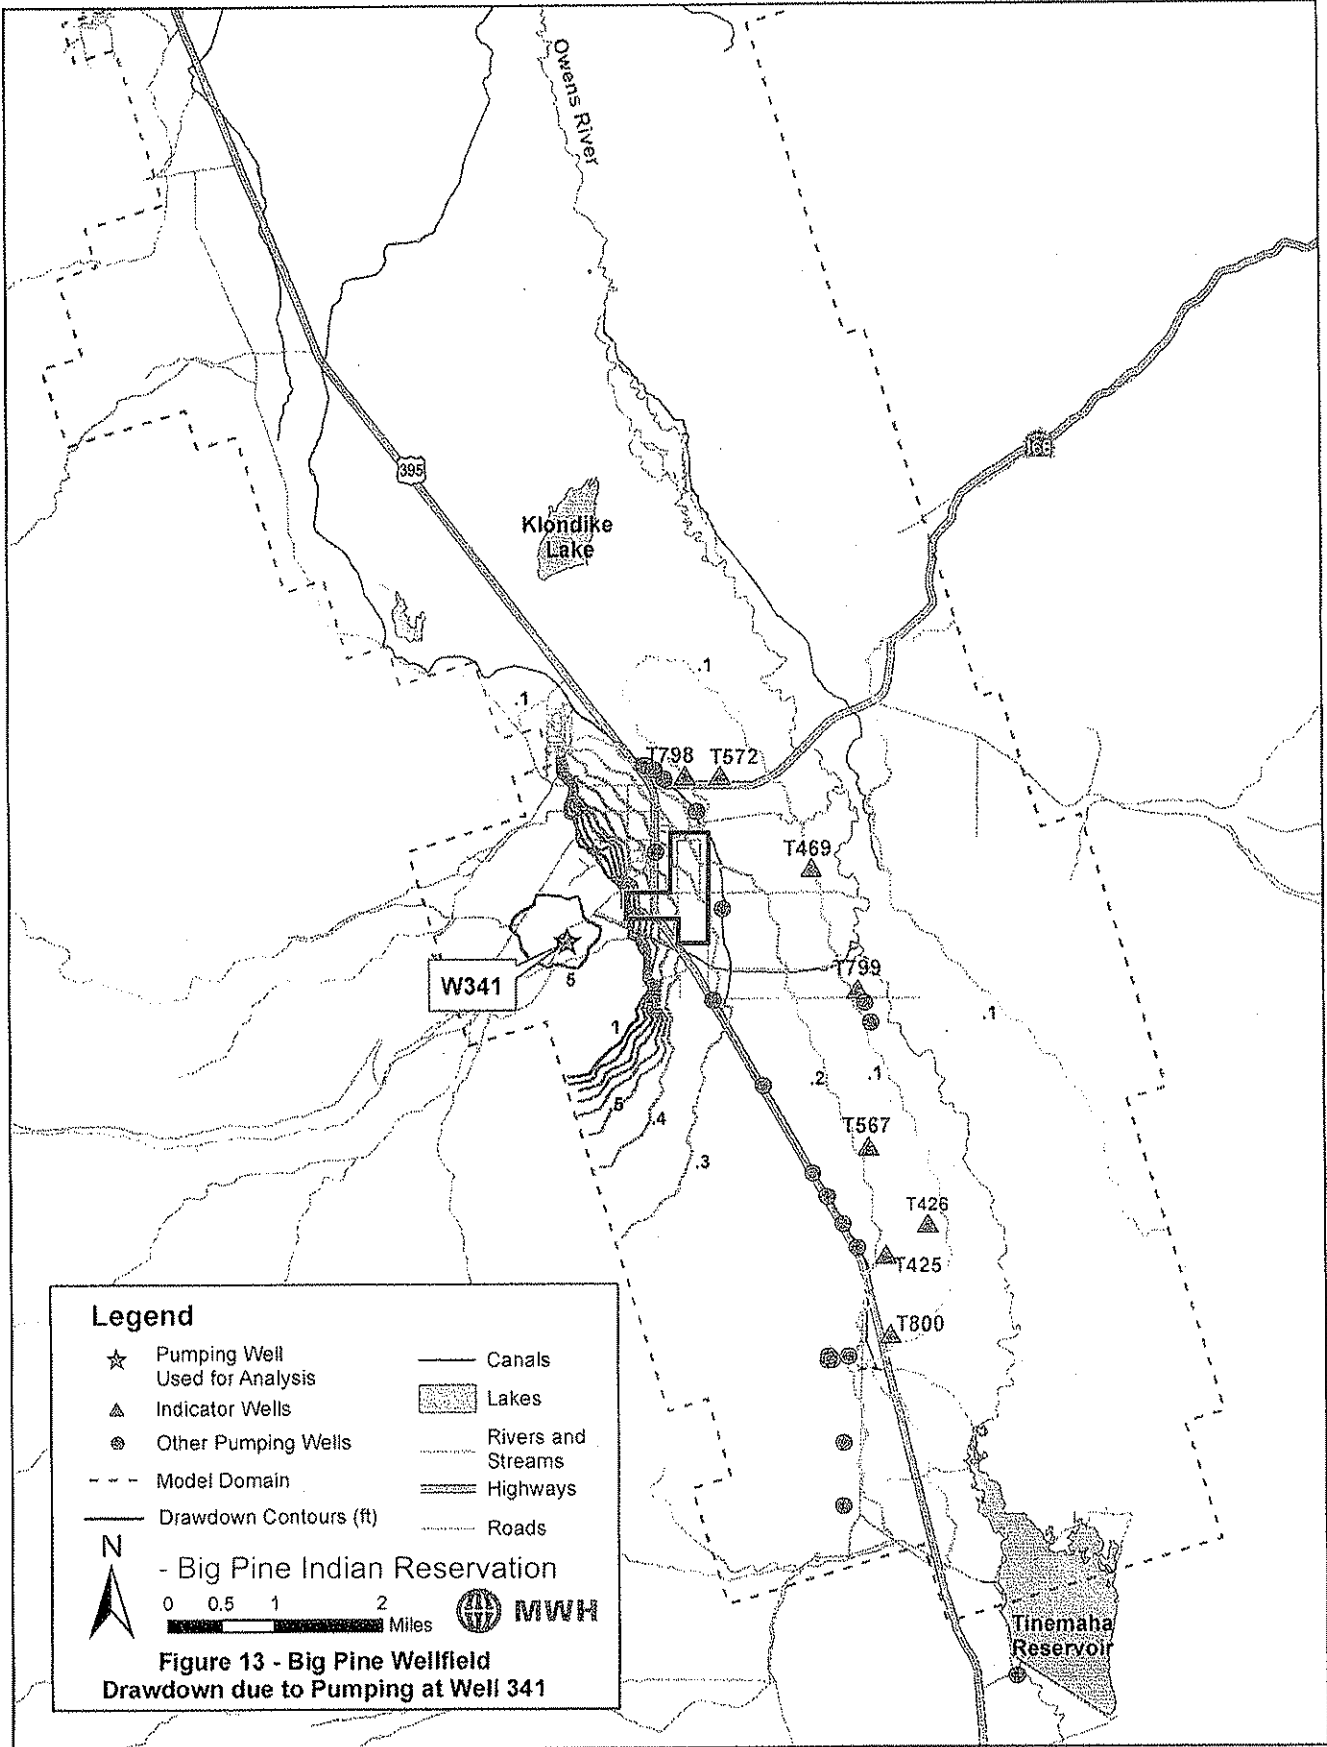 Owens River
395
168
Klondike
Lake
.1
.1
T798
T572
T469
W341
5
T799
.1
1
.2
.1
.5
.4
T567
.3
T426
T425
T800
Legend
Pumping Well
Used for Analysis
Indicator Wells
Other Pumping Wells
Model Domain
Drawdown Contours (ft)
Canals
Lakes
Rivers and
Streams
Highways
Roads
N
- Big Pine Indian Reservation
0 0.5 1 2
Miles
MWH
Figure 13 - Big Pine Wellfield
Drawdown due to Pumping at Well 341
Tinemaha
Reservoir